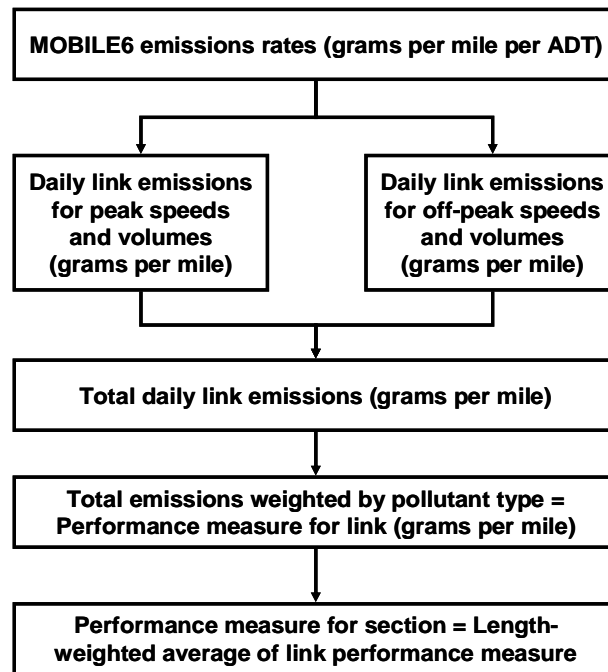 MOBILE6 emissions rates (grams per mile per ADT)
Daily link emissions
for peak speeds
and volumes
(grams per mile)
Daily link emissions
for off-peak speeds
and volumes
(grams per mile)
Total daily link emissions (grams per mile)
Total emissions weighted by pollutant type =
Performance measure for link (grams per mile)
Performance measure for section = Length-
weighted average of link performance measure